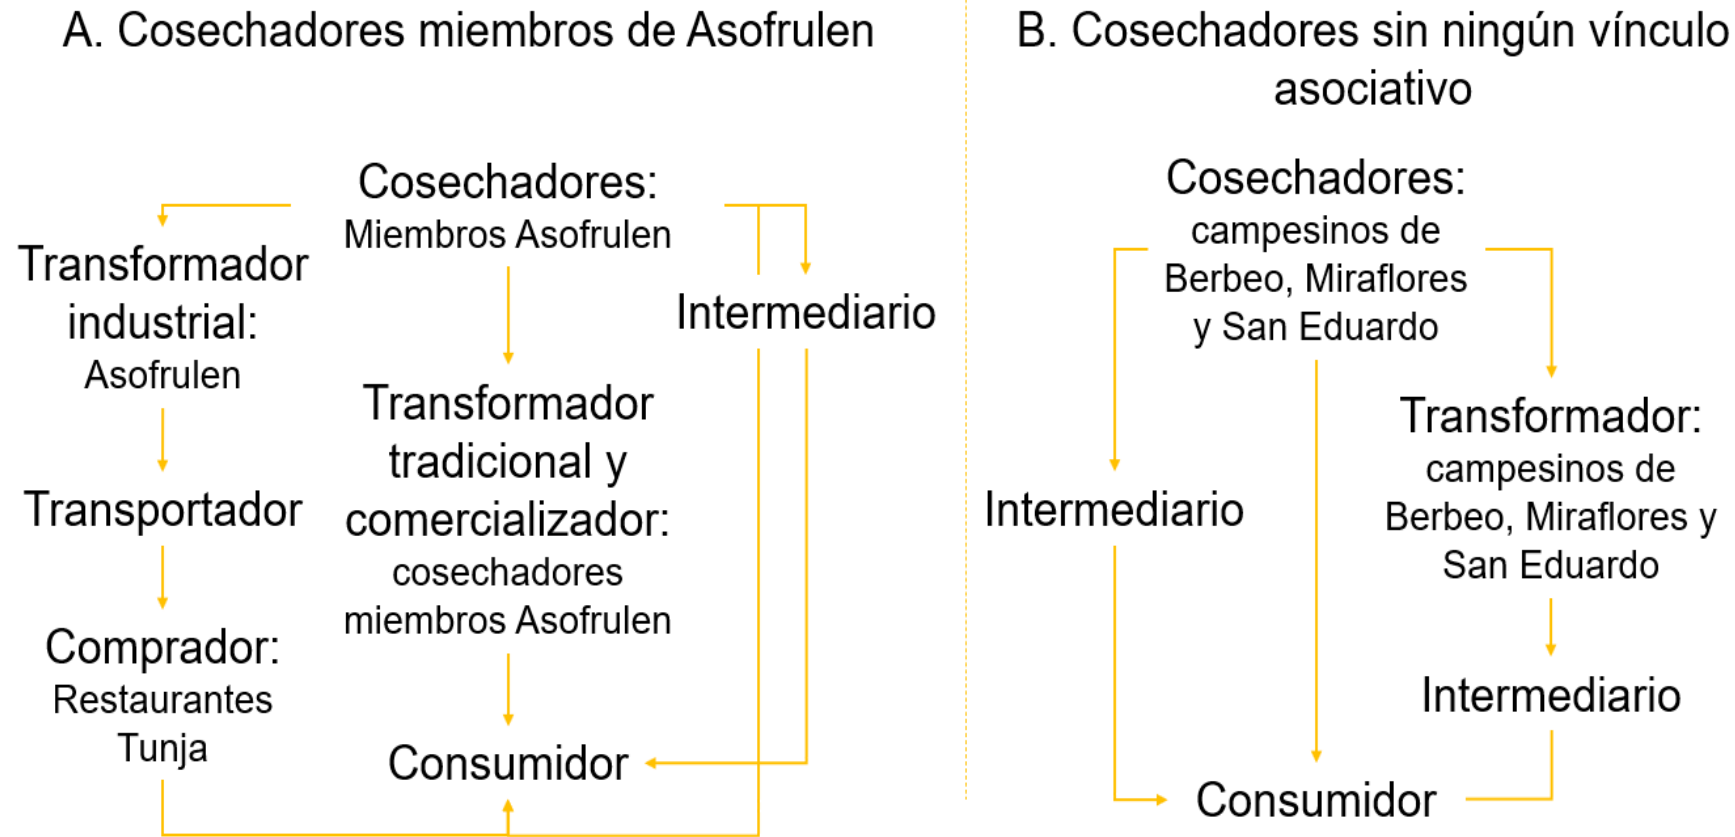 A. Cosechadores miembros de Asofrulen
Cosechadores:
Miembros Asofrulen
Transformador
industrial:
Asofrulen
Transportador
Comprador:
Restaurantes
Tunja
Transformador
tradicional y
comercializador:
cosechadores
miembros Asofrulen
Consumidor
Intermediario
B. Cosechadores sin ningún vínculo
asociativo
Cosechadores:
campesinos de
Berbeo, Miraflores
y San Eduardo
Intermediario
Transformador:
campesinos de
Berbeo, Miraflores y
San Eduardo
Intermediario
Consumidor